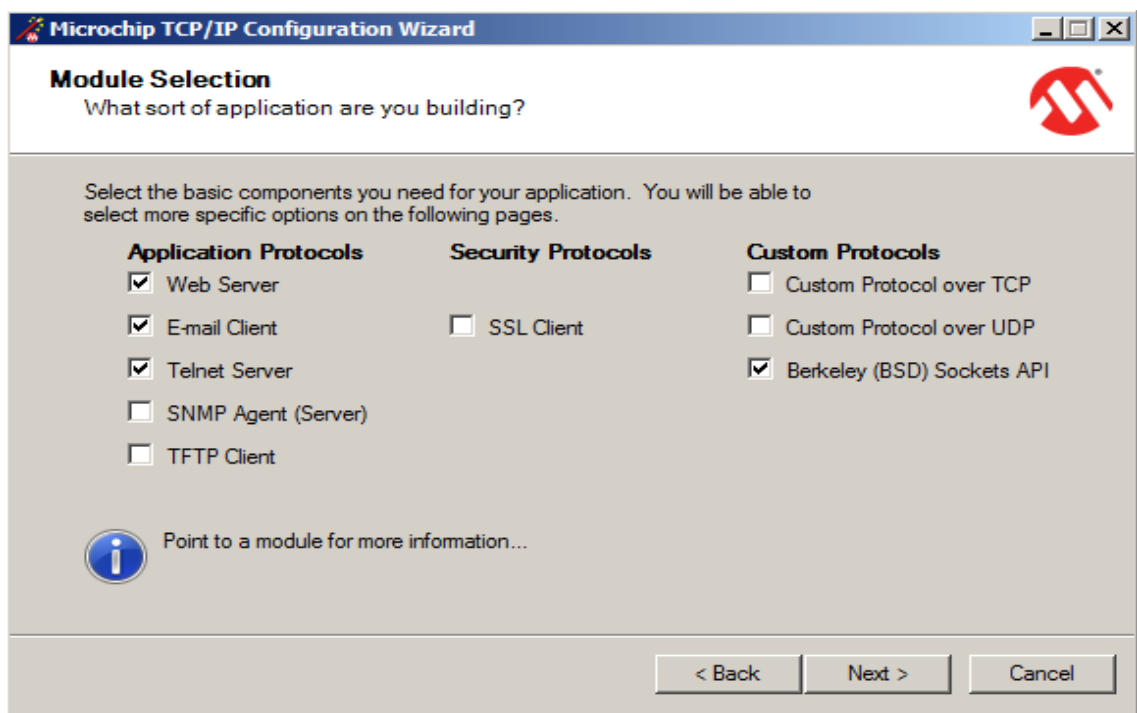 Microchip TCP/IP Configuration Wizard
Module Selection
What sort of application are you building?
Select the basic components you need for your application.  You will be able to
select more specific options on the following pages.
Application Protocols
Web Server
E-mail Client
Telnet Server
SNMP Agent (Server)
TFTP Client
Security Protocols
SSL Client
Custom Protocols
Custom Protocol over TCP
Custom Protocol over UDP
Berkeley (BSD) Sockets API
Point to a module for more information...
< Back
Next >
Cancel